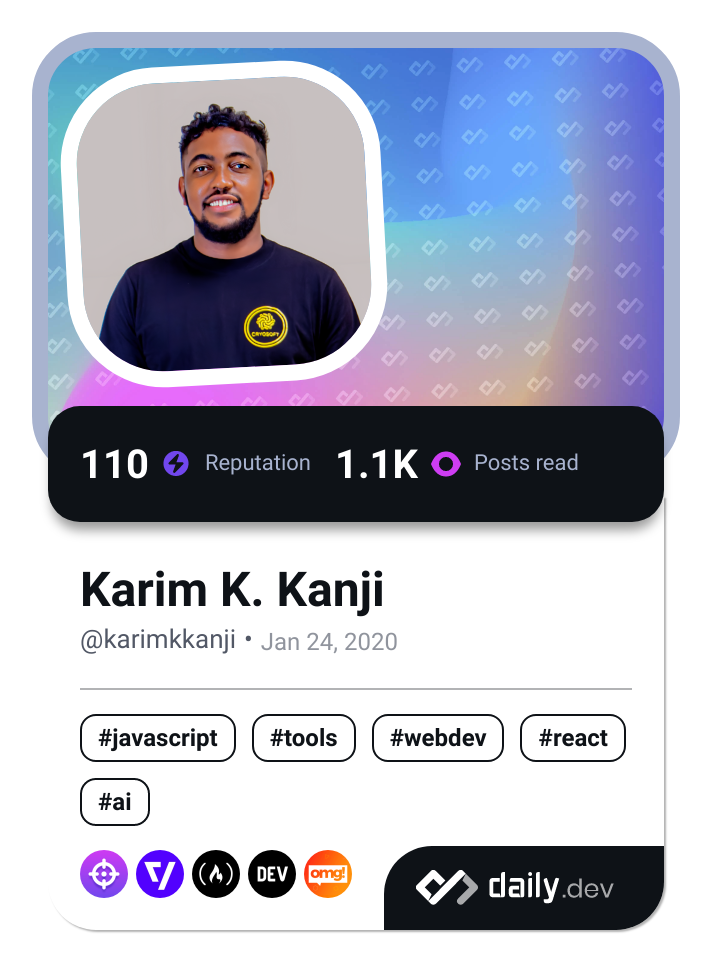 CRYOSOFT
110 Reputation 1.1K Posts read
Karim K. Kanji
@karimkkanji • Jan 24, 2020
#javascript #tools #webdev #react
#ai
DEV omg!
daily.dev